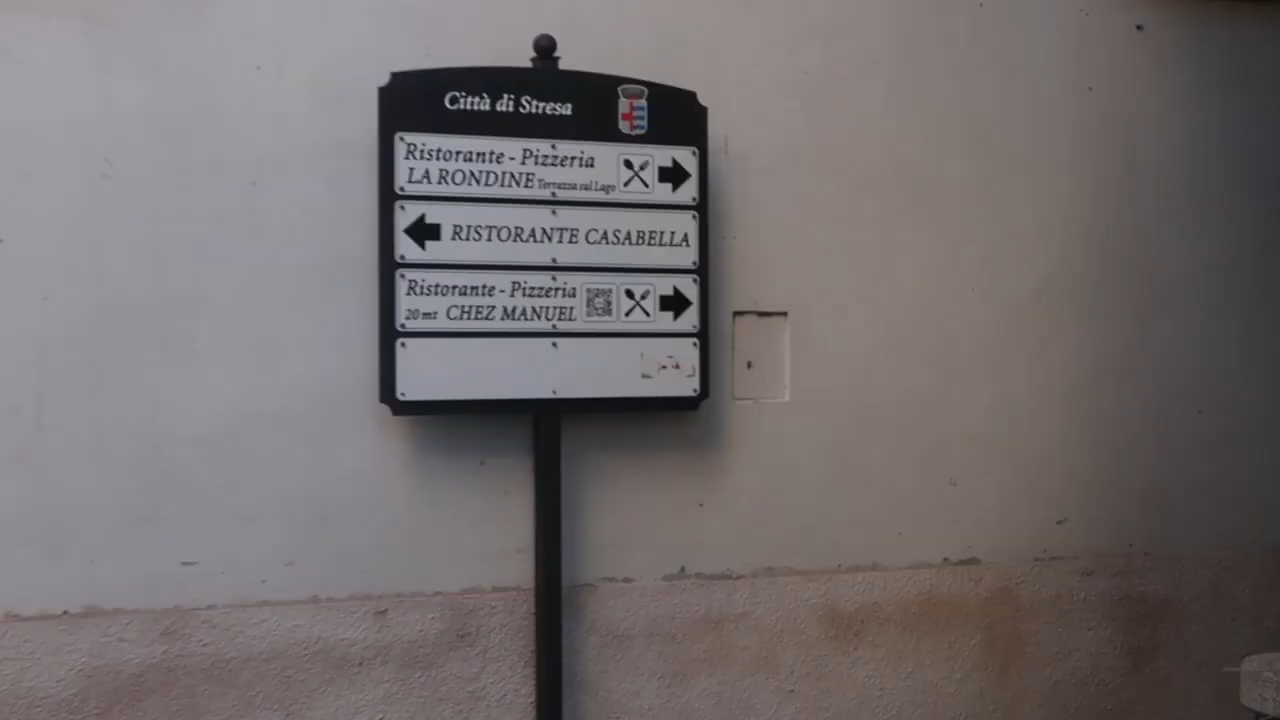 Città di Stresa
Ristorante - Pizzeria
LA RONDINE Terrazza sul Lago
RISTORANTE CASABELLA
Ristorante - Pizzeria
20 mt CHEZ MANUEL